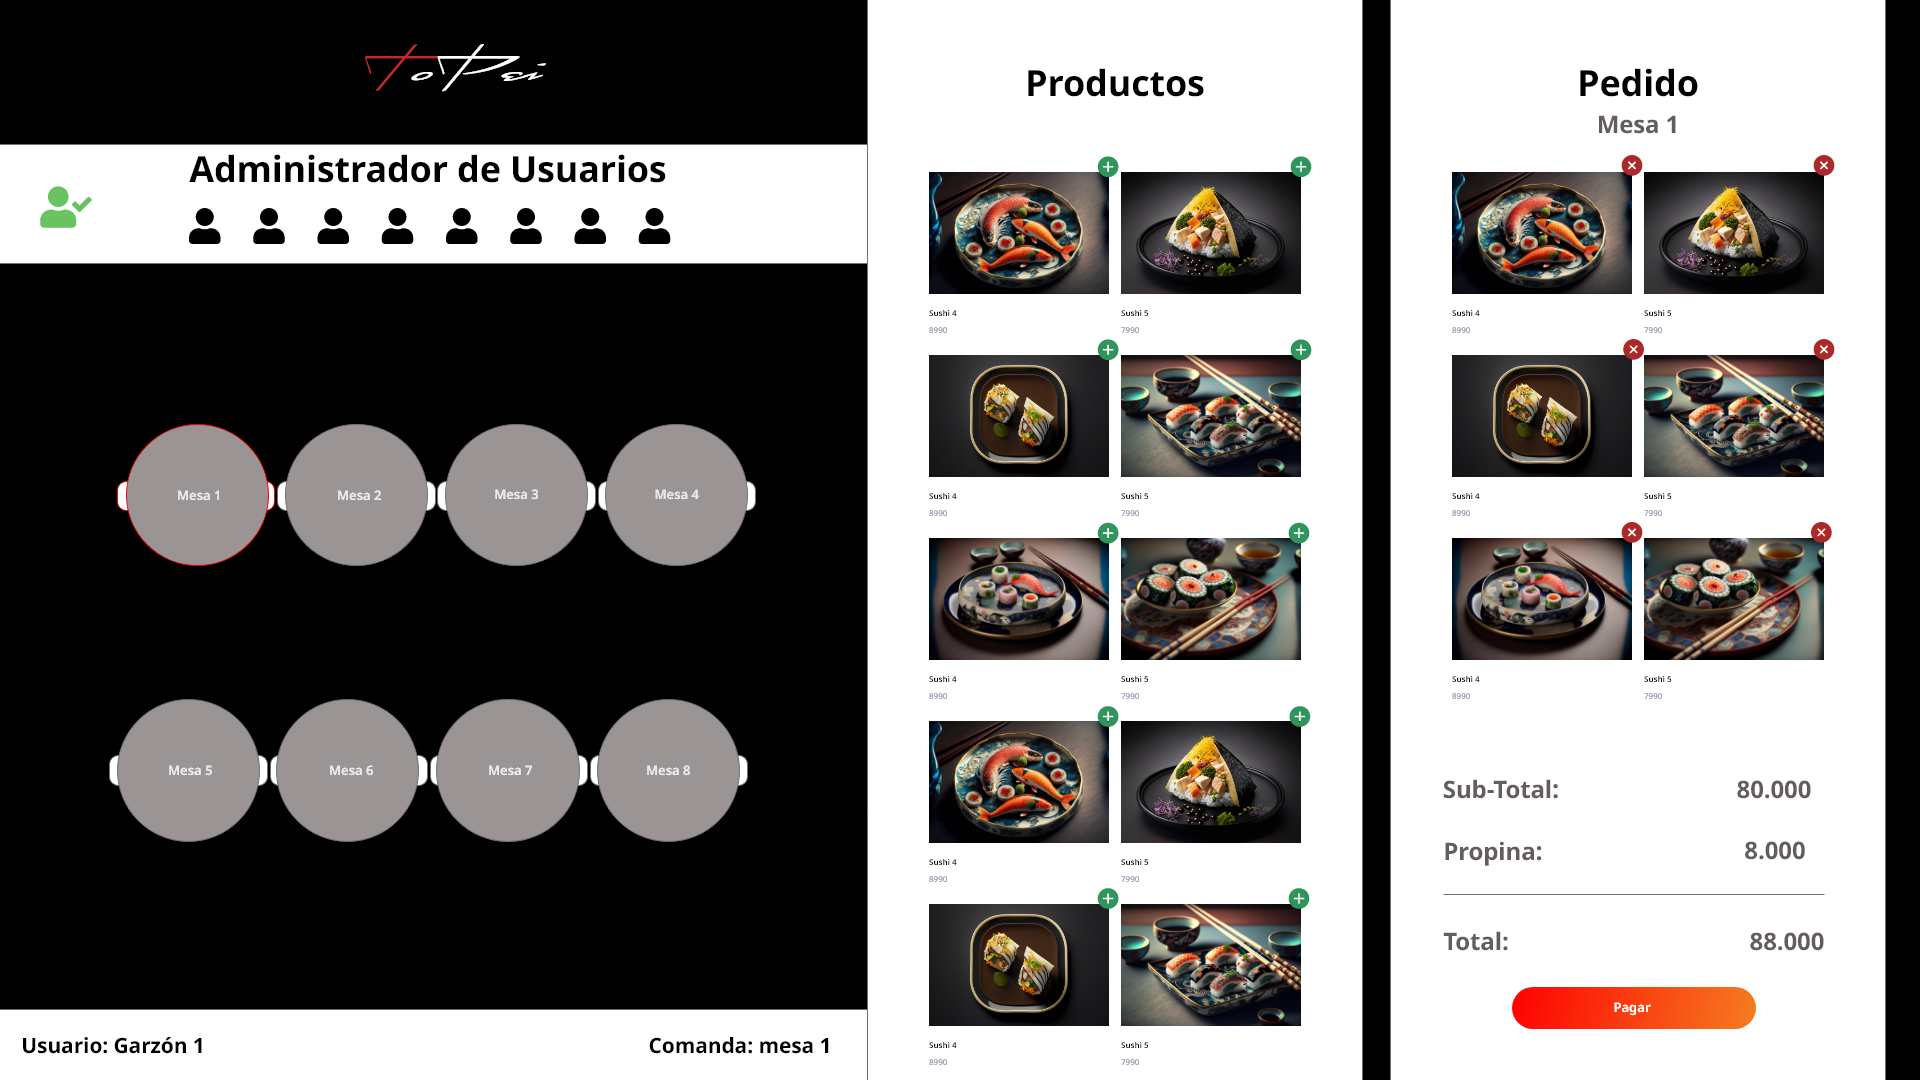 ToPei
Administrador de Usuarios
Mesa 1
Mesa 2
Mesa 3
Mesa 4
Mesa 5
Mesa 6
Mesa 7
Mesa 8
Usuario: Garzón 1
Comanda: mesa 1
Productos
Sushi 4
8990
Sushi 5
7990
Sushi 4
8990
Sushi 5
7990
Sushi 4
8990
Sushi 5
7990
Sushi 4
8990
Sushi 5
7990
Sushi 4
8990
Sushi 5
7990
Pedido
Mesa 1
Sushi 4
8990
Sushi 5
7990
Sushi 4
8990
Sushi 5
7990
Sushi 4
8990
Sushi 5
7990
Sub-Total: 80.000
Propina: 8.000
Total: 88.000
Pagar